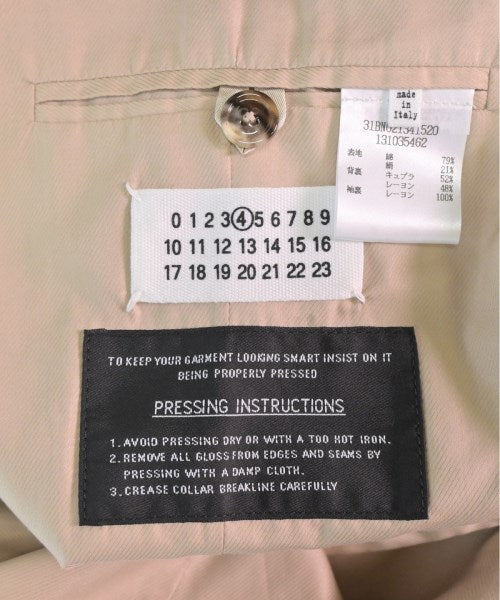 made
in
Italy
31BN021341520
131035462
表地 綿 79%
絹 21%
背裏 キュプラ 52%
レーヨン 48%
袖裏 レーヨン 100%
0 1 2 3 4 5 6 7 8 9
10 11 12 13 14 15 16
17 18 19 20 21 22 23
TO KEEP YOUR GARMENT LOOKING SMART INSIST ON IT
BEING PROPERLY PRESSED
PRESSING INSTRUCTIONS
1. AVOID PRESSING DRY OR WITH A TOO HOT IRON.
2. REMOVE ALL GLOSS FROM EDGES AND SEAMS BY
PRESSING WITH A DAMP CLOTH.
3. CREASE COLLAR BREAKLINE CAREFULLY